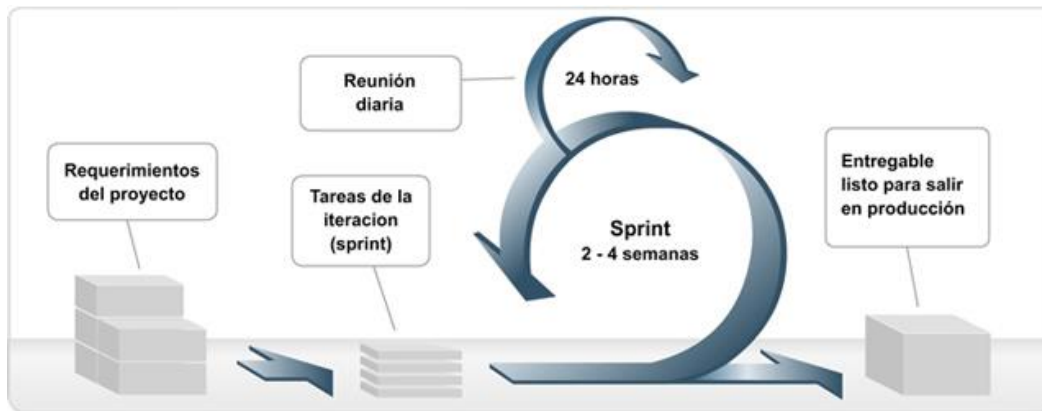 Requerimientos
del proyecto
Reunión
diaria
24 horas
Tareas de la
iteracion
(sprint)
Sprint
2 - 4 semanas
Entregable
listo para salir
en producción